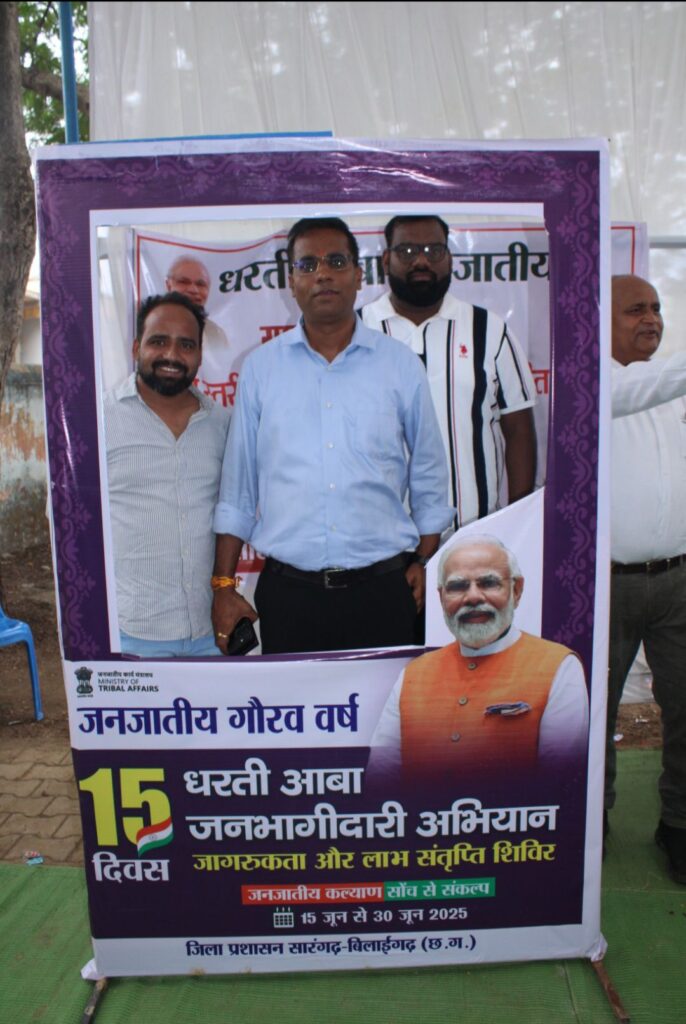 धरती
जातीय
जनजातीय कार्य मंत्रालय
MINISTRY OF
TRIBAL AFFAIRS
जनजातीय गौरव वर्ष
15
दिवस
धरती आबा
जनभागीदारी अभियान
जागरुकता और लाभ संतृप्ति शिविर
जनजातीय कल्याण सोंच से संकल्प
15 जून से 30 जून 2025
जिला प्रशासन सारंगढ़-बिलाईगढ़ (छ.ग.)